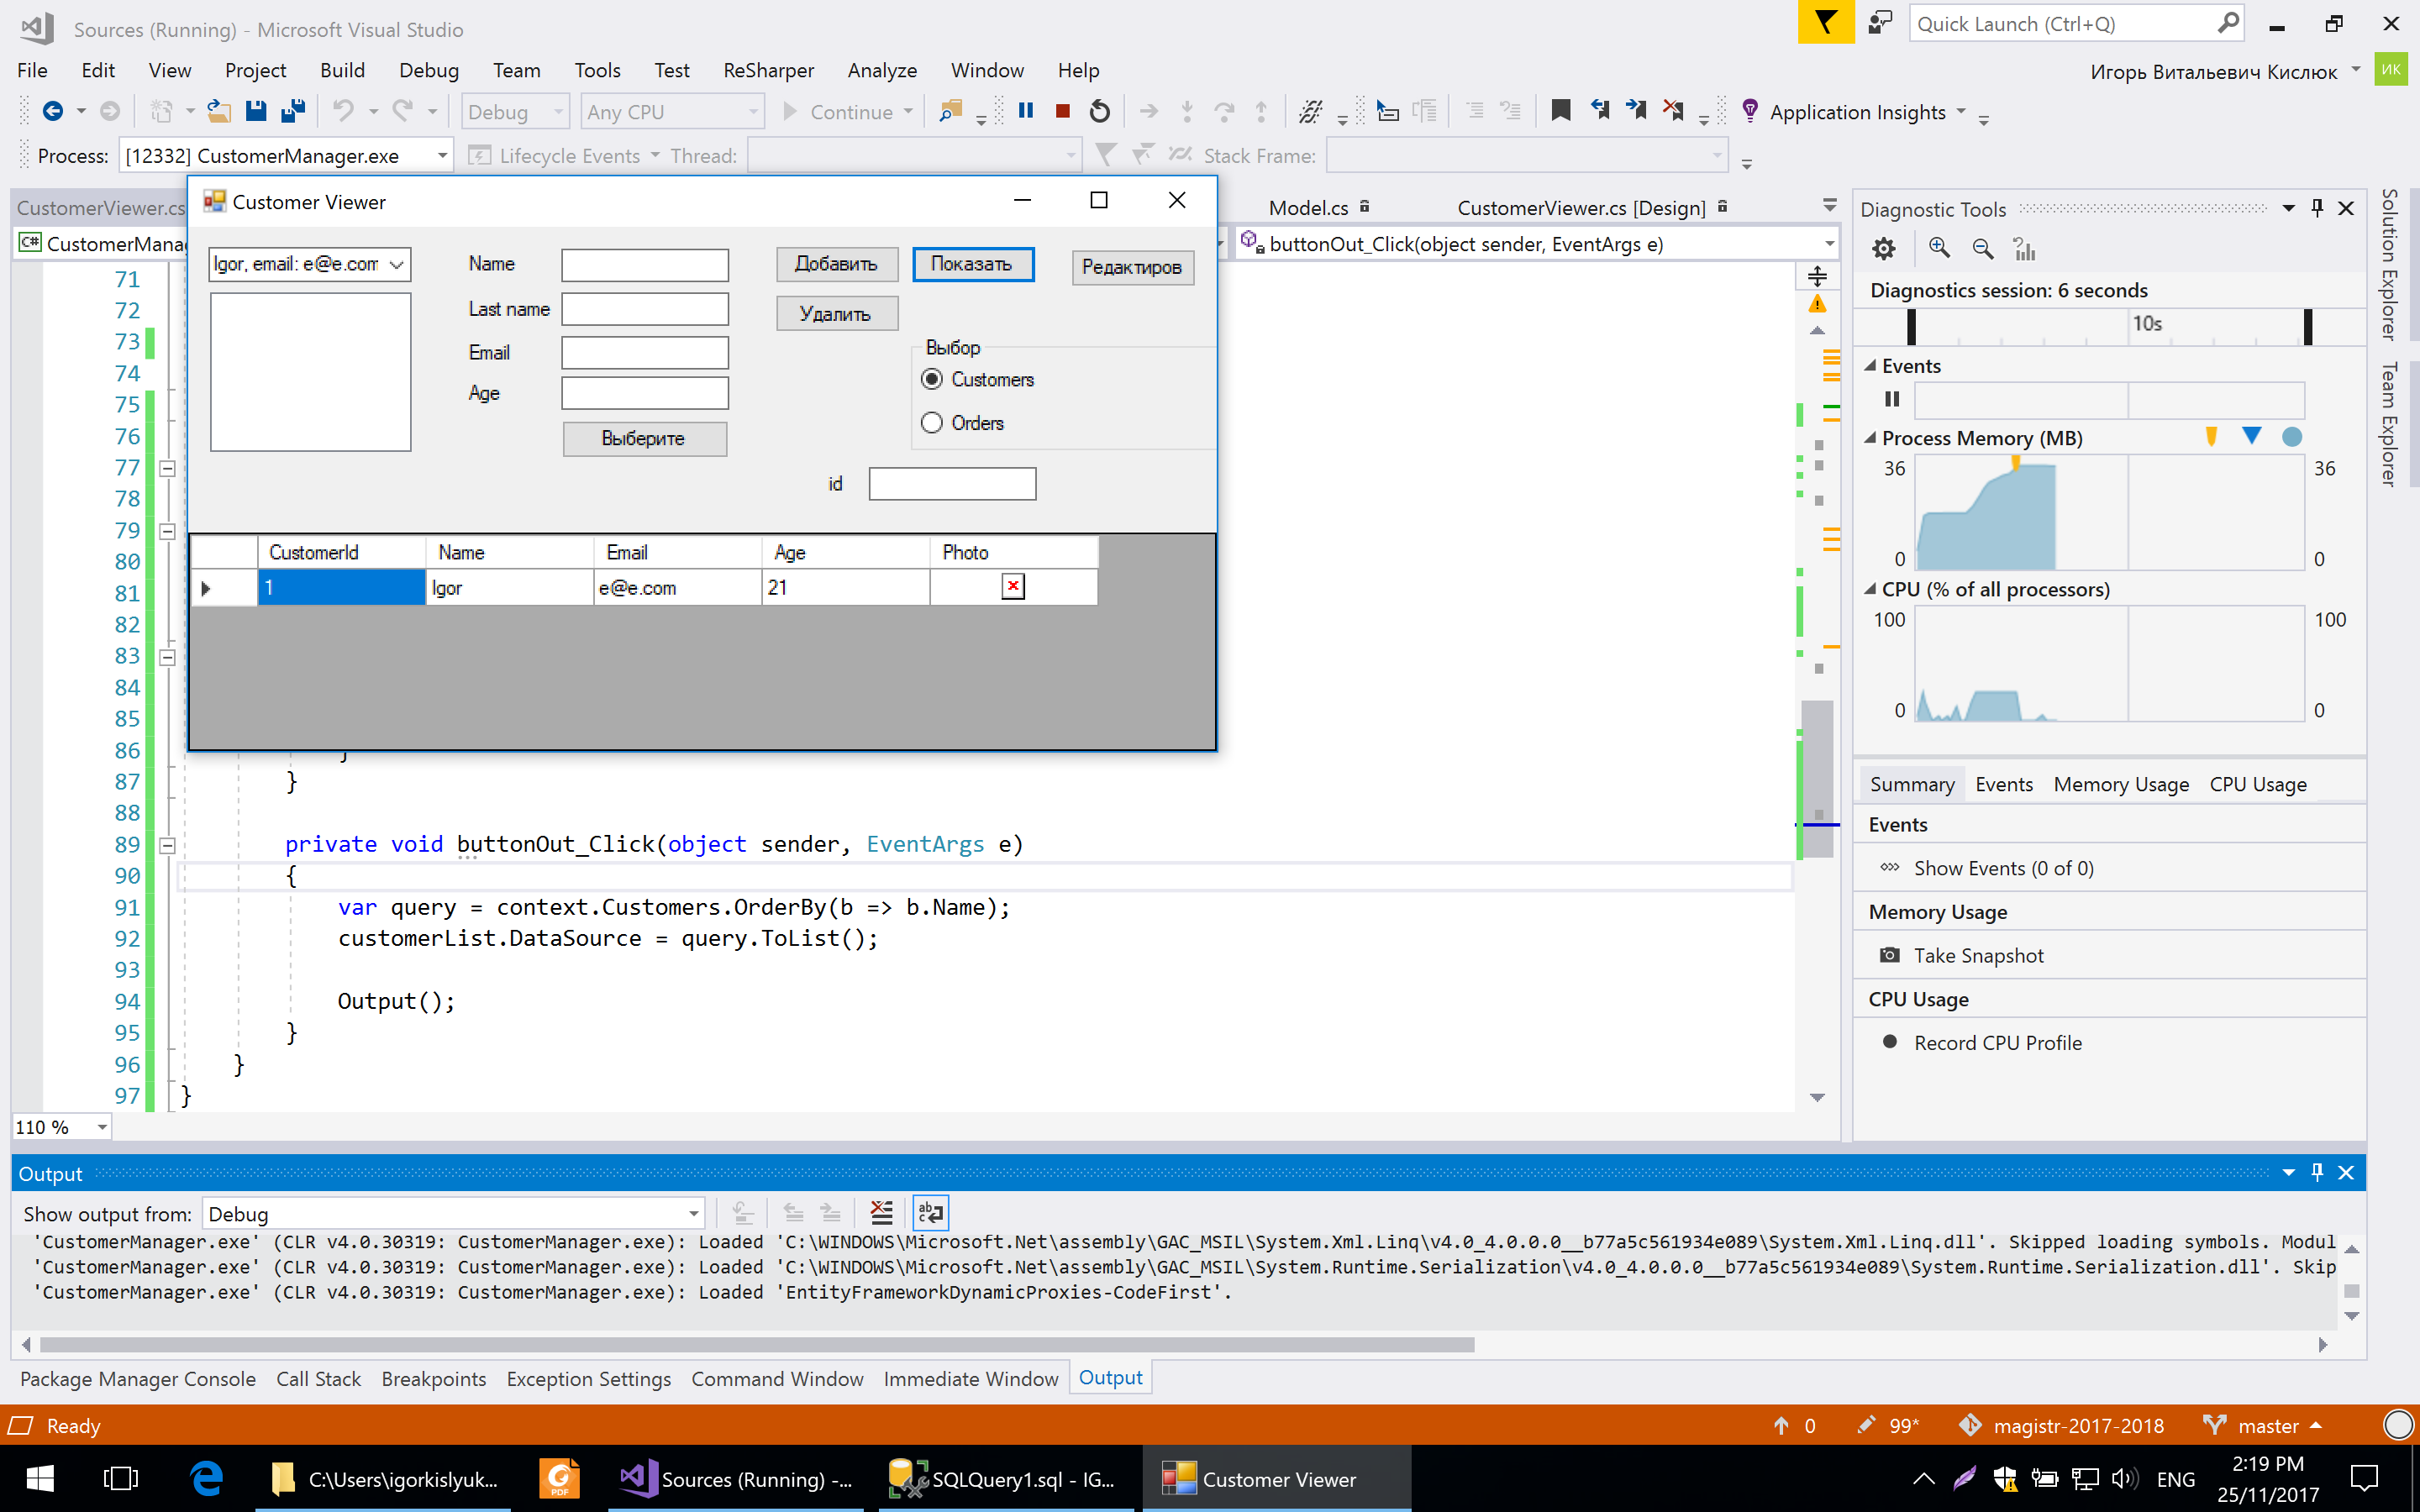 Sources (Running) - Microsoft Visual Studio
Quick Launch (Ctrl+Q)
File Edit View Project Build Debug Team Tools Test ReSharper Analyze Window Help
Игорь Витальевич Кислюк
ИК
Debug Any CPU Continue Application Insights
Process: [12332] CustomerManager.exe Lifecycle Events Thread: Stack Frame:
CustomerViewer.cs
Model.cs CustomerViewer.cs [Design]
C# CustomerManag
buttonOut_Click(object sender, EventArgs e)
Customer Viewer
Igor, email: e@e.com
Name
Last name
Email
Age
Выберите
Добавить
Показать
Редактиров
Удалить
Выбор
Customers
Orders
id
CustomerId Name Email Age Photo
1 Igor e@e.com 21
71
72
73
74
75
76
77
78
79
80
81
82
83
84
85
86 }
87 }
88
89 private void buttonOut_Click(object sender, EventArgs e)
90 {
91 var query = context.Customers.OrderBy(b => b.Name);
92 customerList.DataSource = query.ToList();
93
94 Output();
95 }
96 }
97 }
110 %
Diagnostic Tools
Diagnostics session: 6 seconds
10s
Events
Process Memory (MB)
36 36
0 0
CPU (% of all processors)
100 100
0 0
Summary Events Memory Usage CPU Usage
Events
Show Events (0 of 0)
Memory Usage
Take Snapshot
CPU Usage
Record CPU Profile
Solution Explorer
Team Explorer
Output
Show output from: Debug
'CustomerManager.exe' (CLR v4.0.30319: CustomerManager.exe): Loaded 'C:\WINDOWS\Microsoft.Net\assembly\GAC_MSIL\System.Xml.Linq\v4.0_4.0.0.0__b77a5c561934e089\System.Xml.Linq.dll'. Skipped loading symbols. Modul
'CustomerManager.exe' (CLR v4.0.30319: CustomerManager.exe): Loaded 'C:\WINDOWS\Microsoft.Net\assembly\GAC_MSIL\System.Runtime.Serialization\v4.0_4.0.0.0__b77a5c561934e089\System.Runtime.Serialization.dll'. Skip
'CustomerManager.exe' (CLR v4.0.30319: CustomerManager.exe): Loaded 'EntityFrameworkDynamicProxies-CodeFirst'.
Package Manager Console Call Stack Breakpoints Exception Settings Command Window Immediate Window Output
Ready
0 99* magistr-2017-2018 master
C:\Users\igorkislyuk...
PDF
Sources (Running) -...
SQLQuery1.sql - IG...
Customer Viewer
ENG
2:19 PM
25/11/2017